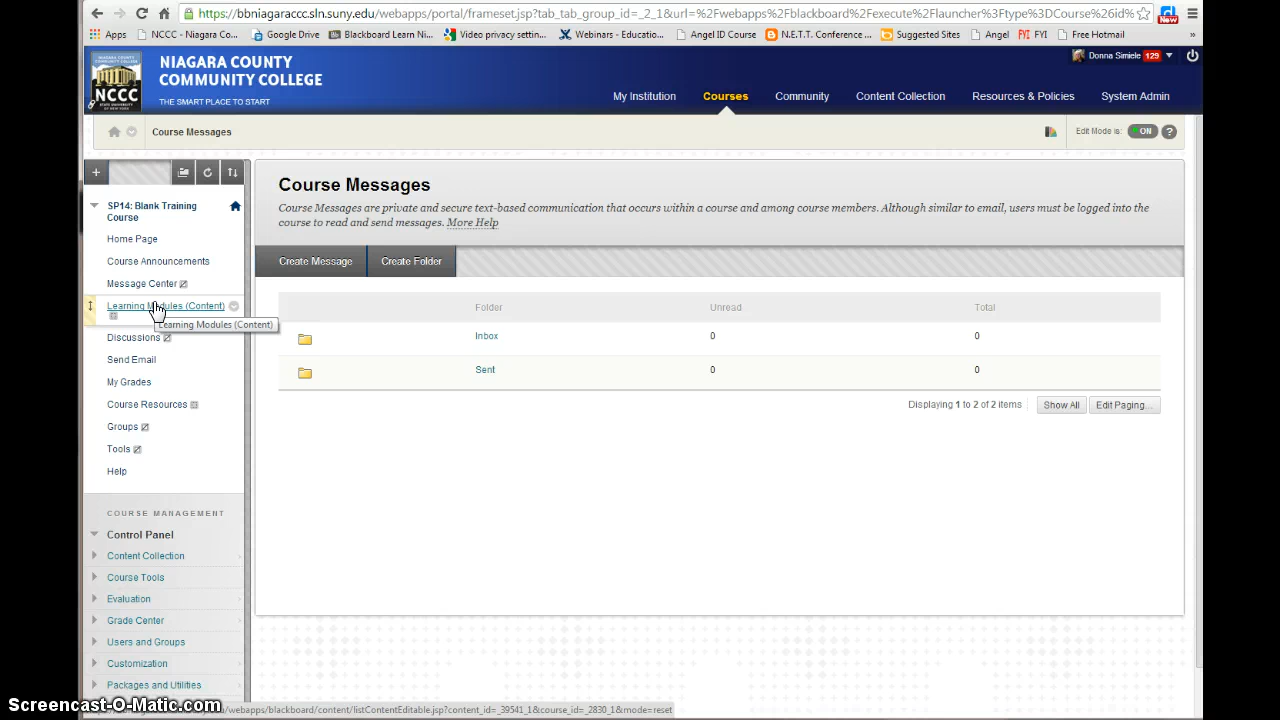 https://bbniagaraccc.sln.suny.edu/webapps/portal/frameset.jsp?tab_tab_group_id=_2_1&url=%2Fwebapps%2Fblackboard%2Fexecute%2Flauncher%3Ftype%3DCourse%26id%
New
Apps NCCC - Niagara Co... Google Drive Blackboard Learn Ni... Video privacy setting... Webinars - Educatio... Angel ID Course N.E.T.T. Conference ... Suggested Sites Angel FYI FYI Free Hotmail »
NIAGARA COUNTY
COMMUNITY COLLEGE
THE SMART PLACE TO START
NCCC
Donna Simiele 129
My Institution Courses Community Content Collection Resources & Policies System Admin
Course Messages
Edit Mode is: ON ?
SP14: Blank Training
Course
Home Page
Course Announcements
Message Center
Learning Modules (Content)
Learning Modules (Content)
Discussions
Send Email
My Grades
Course Resources
Groups
Tools
Help
COURSE MANAGEMENT
Control Panel
Content Collection
Course Tools
Evaluation
Grade Center
Users and Groups
Customization
Packages and Utilities
Course Messages
Course Messages are private and secure text-based communication that occurs within a course and among course members. Although similar to email, users must be logged into the
course to read and send messages. More Help
Create Message Create Folder
Folder Unread Total
Inbox 0 0
Sent 0 0
Displaying 1 to 2 of 2 items Show All Edit Paging...
Screencast-O-Matic.com
/webapps/blackboard/content/listContentEditable.jsp?content_id=_39541_1&course_id=_2830_1&mode=reset